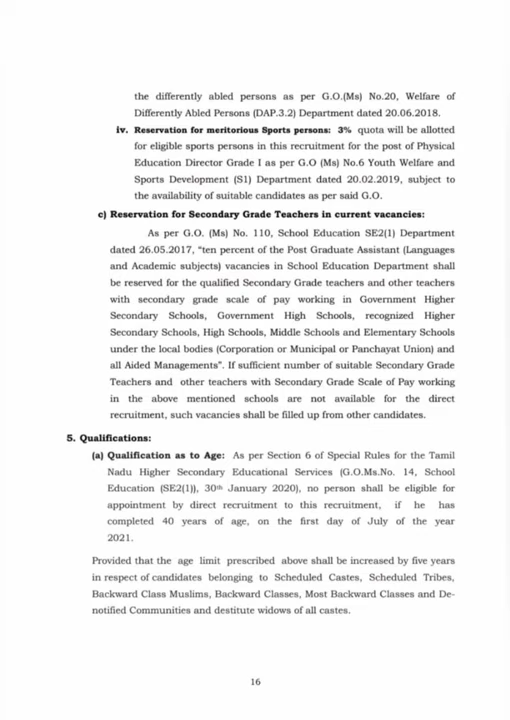 the differently abled persons as per G.O.(Ms) No.20, Welfare of
Differently Abled Persons (DAP.3.2) Department dated 20.06.2018.
iv. Reservation for meritorious Sports persons: 3% quota will be allotted
for eligible sports persons in this recruitment for the post of Physical
Education Director Grade I as per G.O (Ms) No.6 Youth Welfare and
Sports Development (S1) Department dated 20.02.2019, subject to
the availability of suitable candidates as per said G.O.
c) Reservation for Secondary Grade Teachers in current vacancies:
As per G.O. (Ms) No. 110, School Education SE2(1) Department
dated 26.05.2017, “ten percent of the Post Graduate Assistant (Languages
and Academic subjects) vacancies in School Education Department shall
be reserved for the qualified Secondary Grade teachers and other teachers
with secondary grade scale of pay working in Government Higher
Secondary Schools, Government High Schools, recognized Higher
Secondary Schools, High Schools, Middle Schools and Elementary Schools
under the local bodies (Corporation or Municipal or Panchayat Union) and
all Aided Managements”. If sufficient number of suitable Secondary Grade
Teachers and other teachers with Secondary Grade Scale of Pay working
in the above mentioned schools are not available for the direct
recruitment, such vacancies shall be filled up from other candidates.
5. Qualifications:
(a) Qualification as to Age: As per Section 6 of Special Rules for the Tamil
Nadu Higher Secondary Educational Services (G.O.Ms.No. 14, School
Education (SE2(1)), 30th January 2020), no person shall be eligible for
appointment by direct recruitment to this recruitment, if he has
completed 40 years of age, on the first day of July of the year
2021.
Provided that the age limit prescribed above shall be increased by five years
in respect of candidates belonging to Scheduled Castes, Scheduled Tribes,
Backward Class Muslims, Backward Classes, Most Backward Classes and De-
notified Communities and destitute widows of all castes.
16